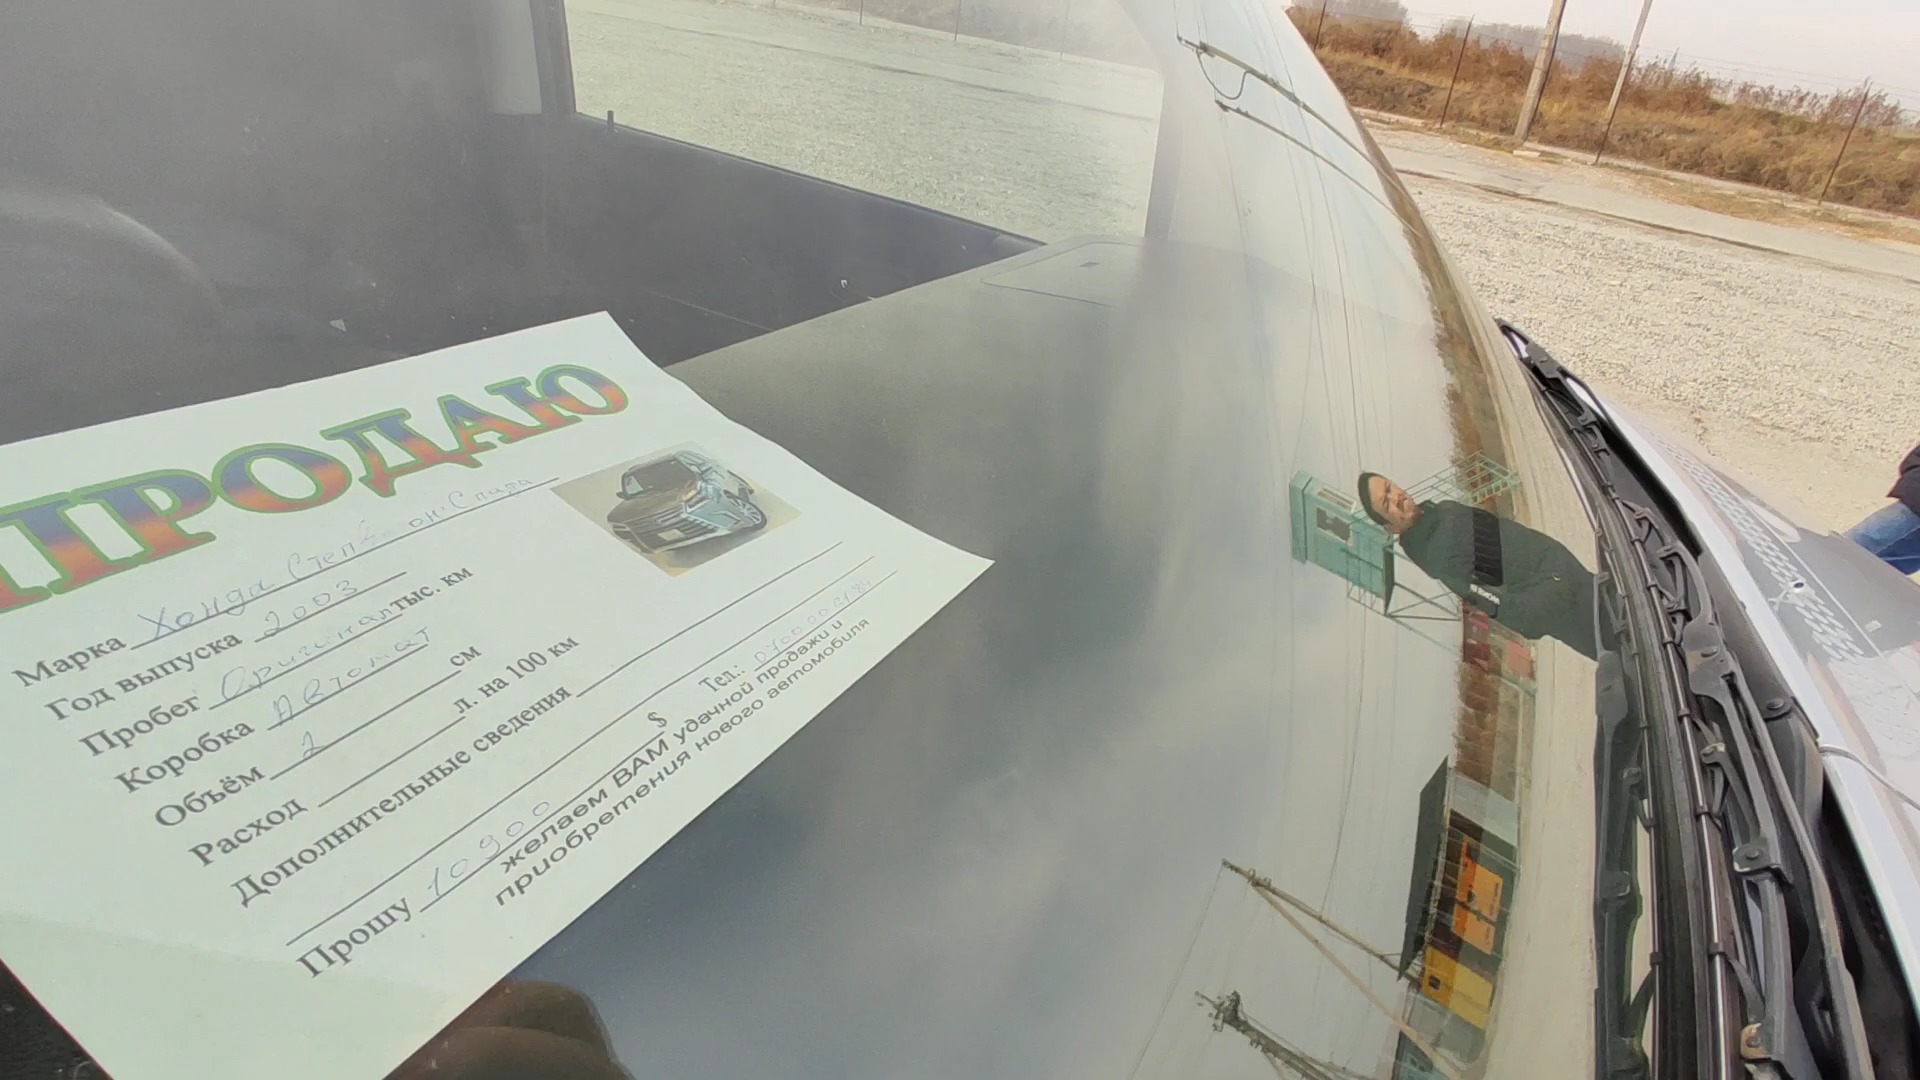 ПРОДАЮ
Марка Хонда Степвагон. Спада
Год выпуска 2003
Пробег Оригинал тыс. км
Коробка Автомат
Объём 2 см
Расход л. на 100 км
Дополнительные сведения
Прошу 10900 $ Тел.:
желаем ВАМ удачной продажи и
приобретения нового автомобиля